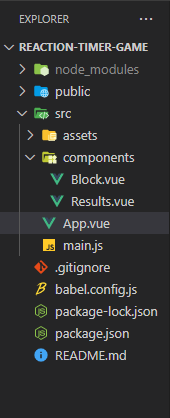 EXPLORER
REACTION-TIMER-GAME
node_modules
public
src
assets
components
Block.vue
Results.vue
App.vue
JS main.js
.gitignore
babel.config.js
package-lock.json
package.json
README.md